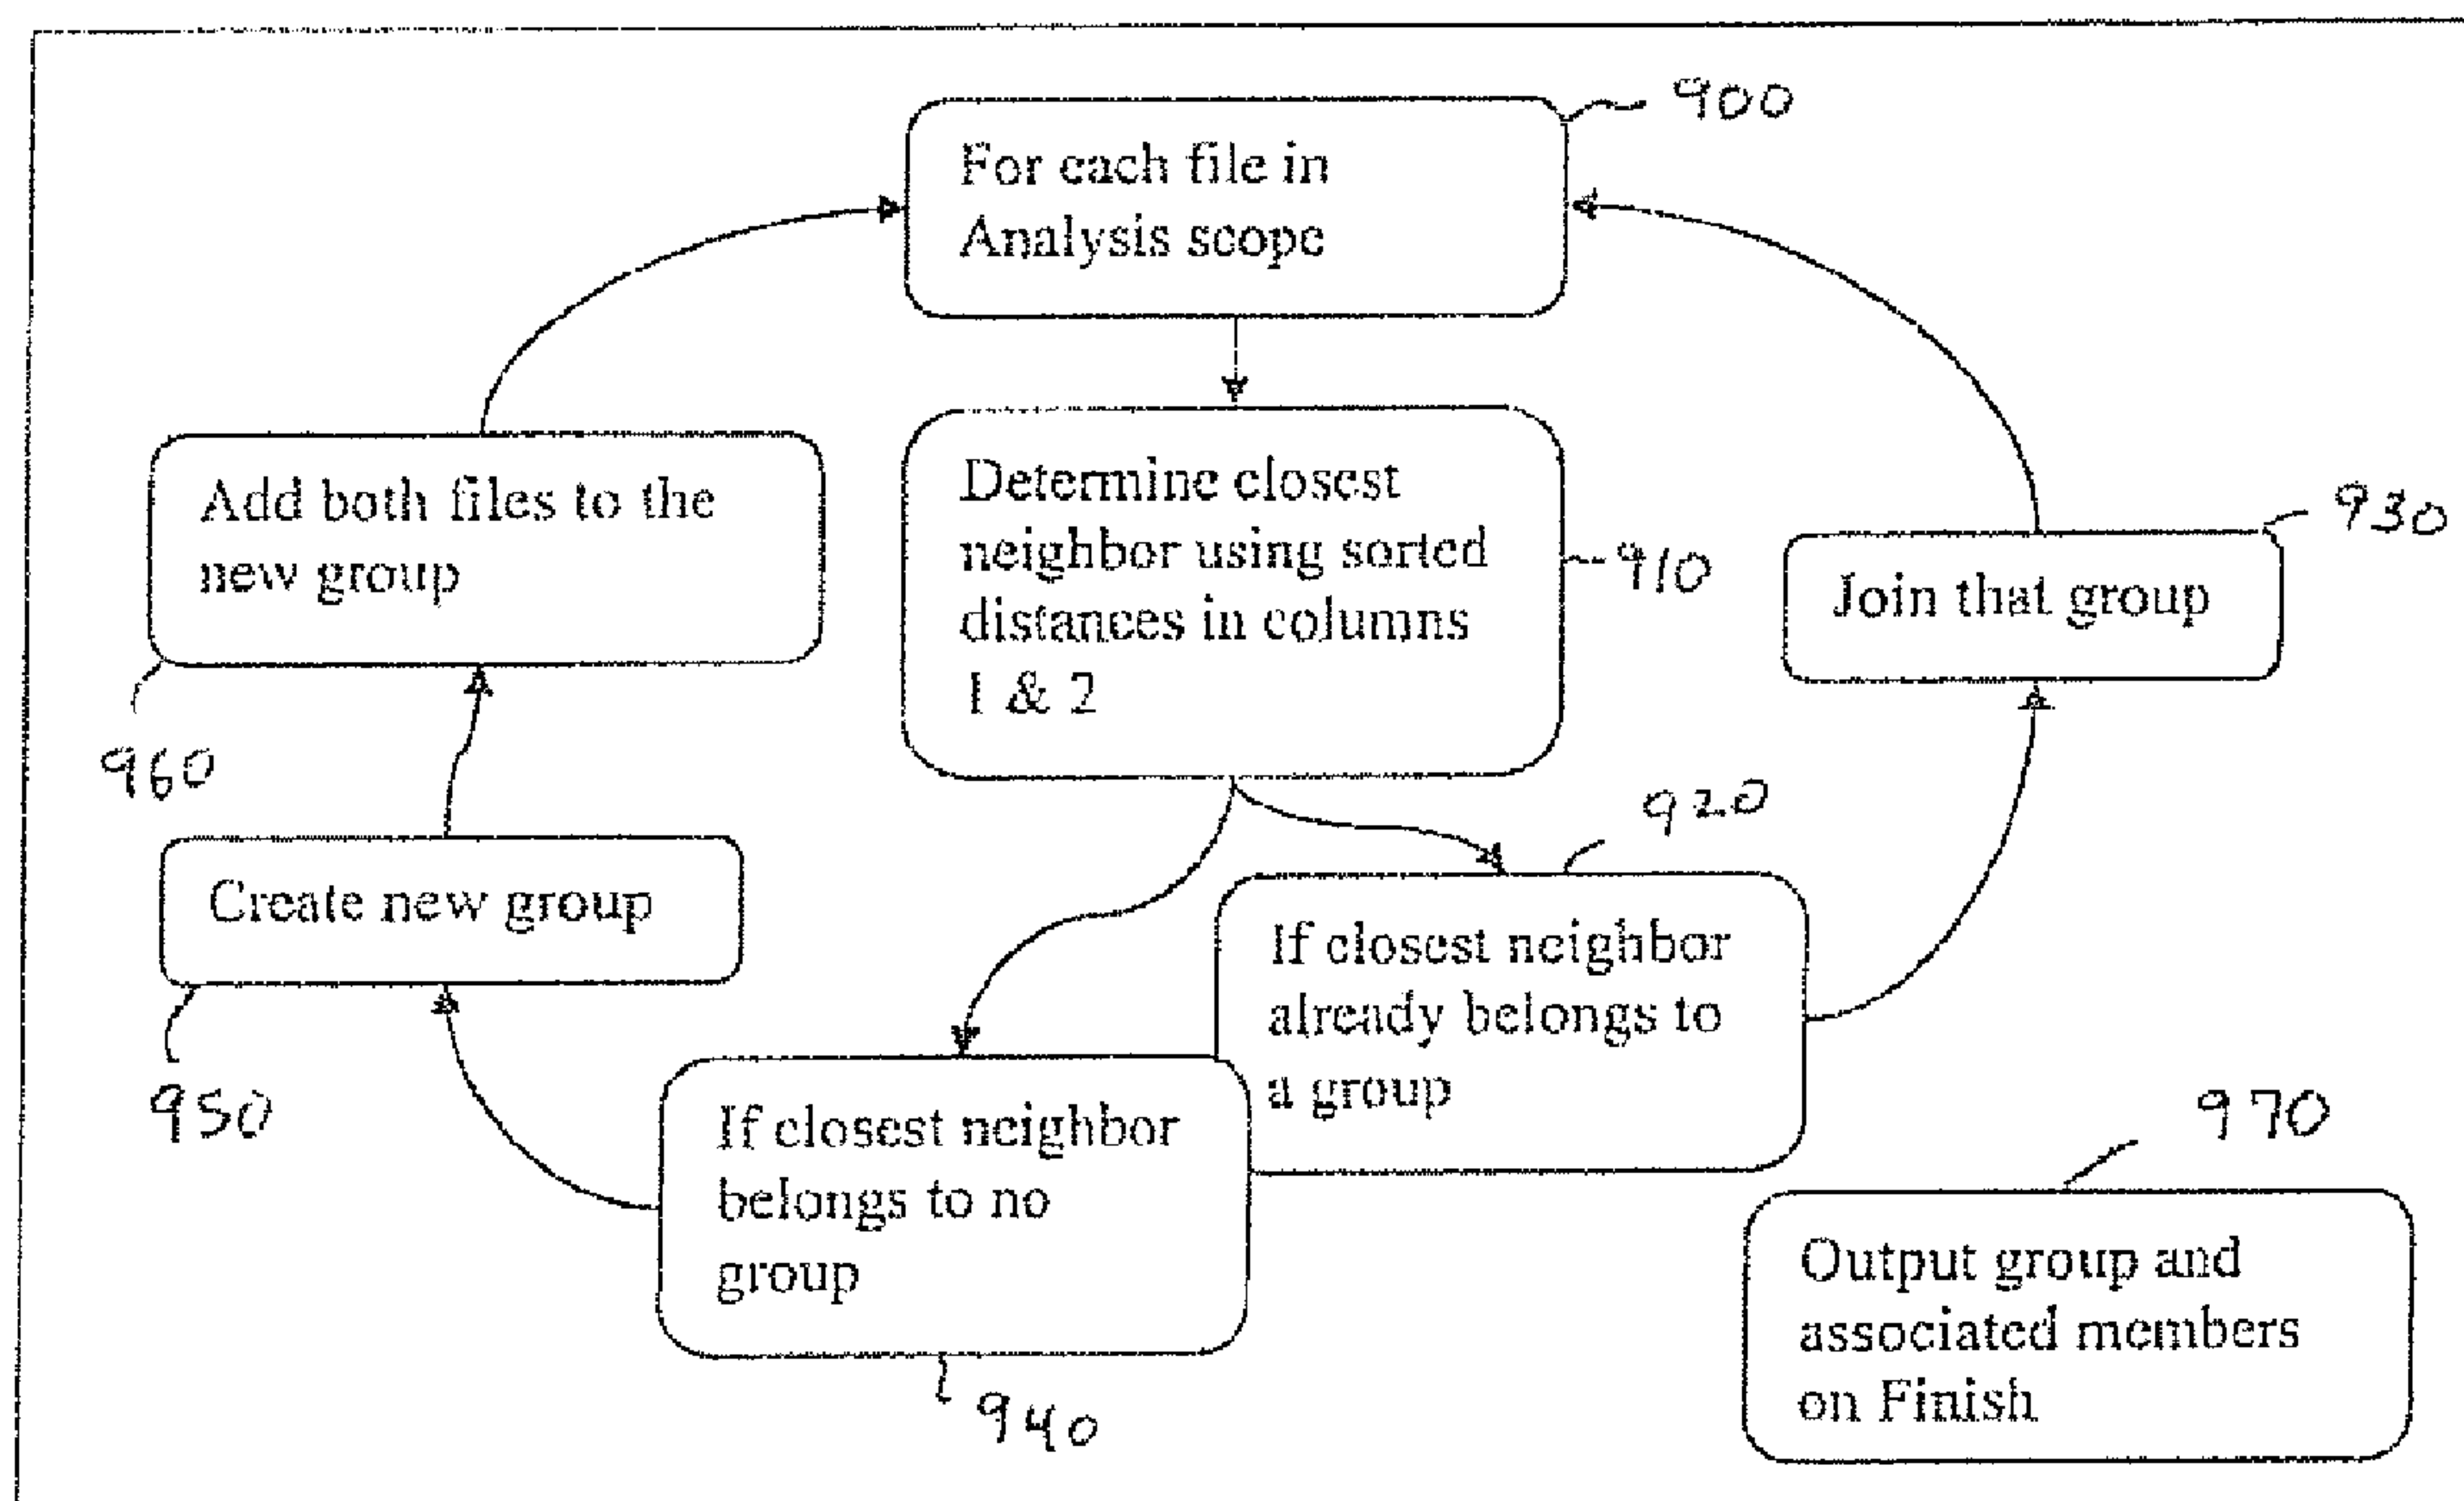 900
For each file in
Analysis scope
Add both files to the
new group
960
Determine closest
neighbor using sorted
distances in columns
1 & 2
910
930
Join that group
920
Create new group
950
If closest neighbor
already belongs to
a group
If closest neighbor
belongs to no
group
940
970
Output group and
associated members
on Finish